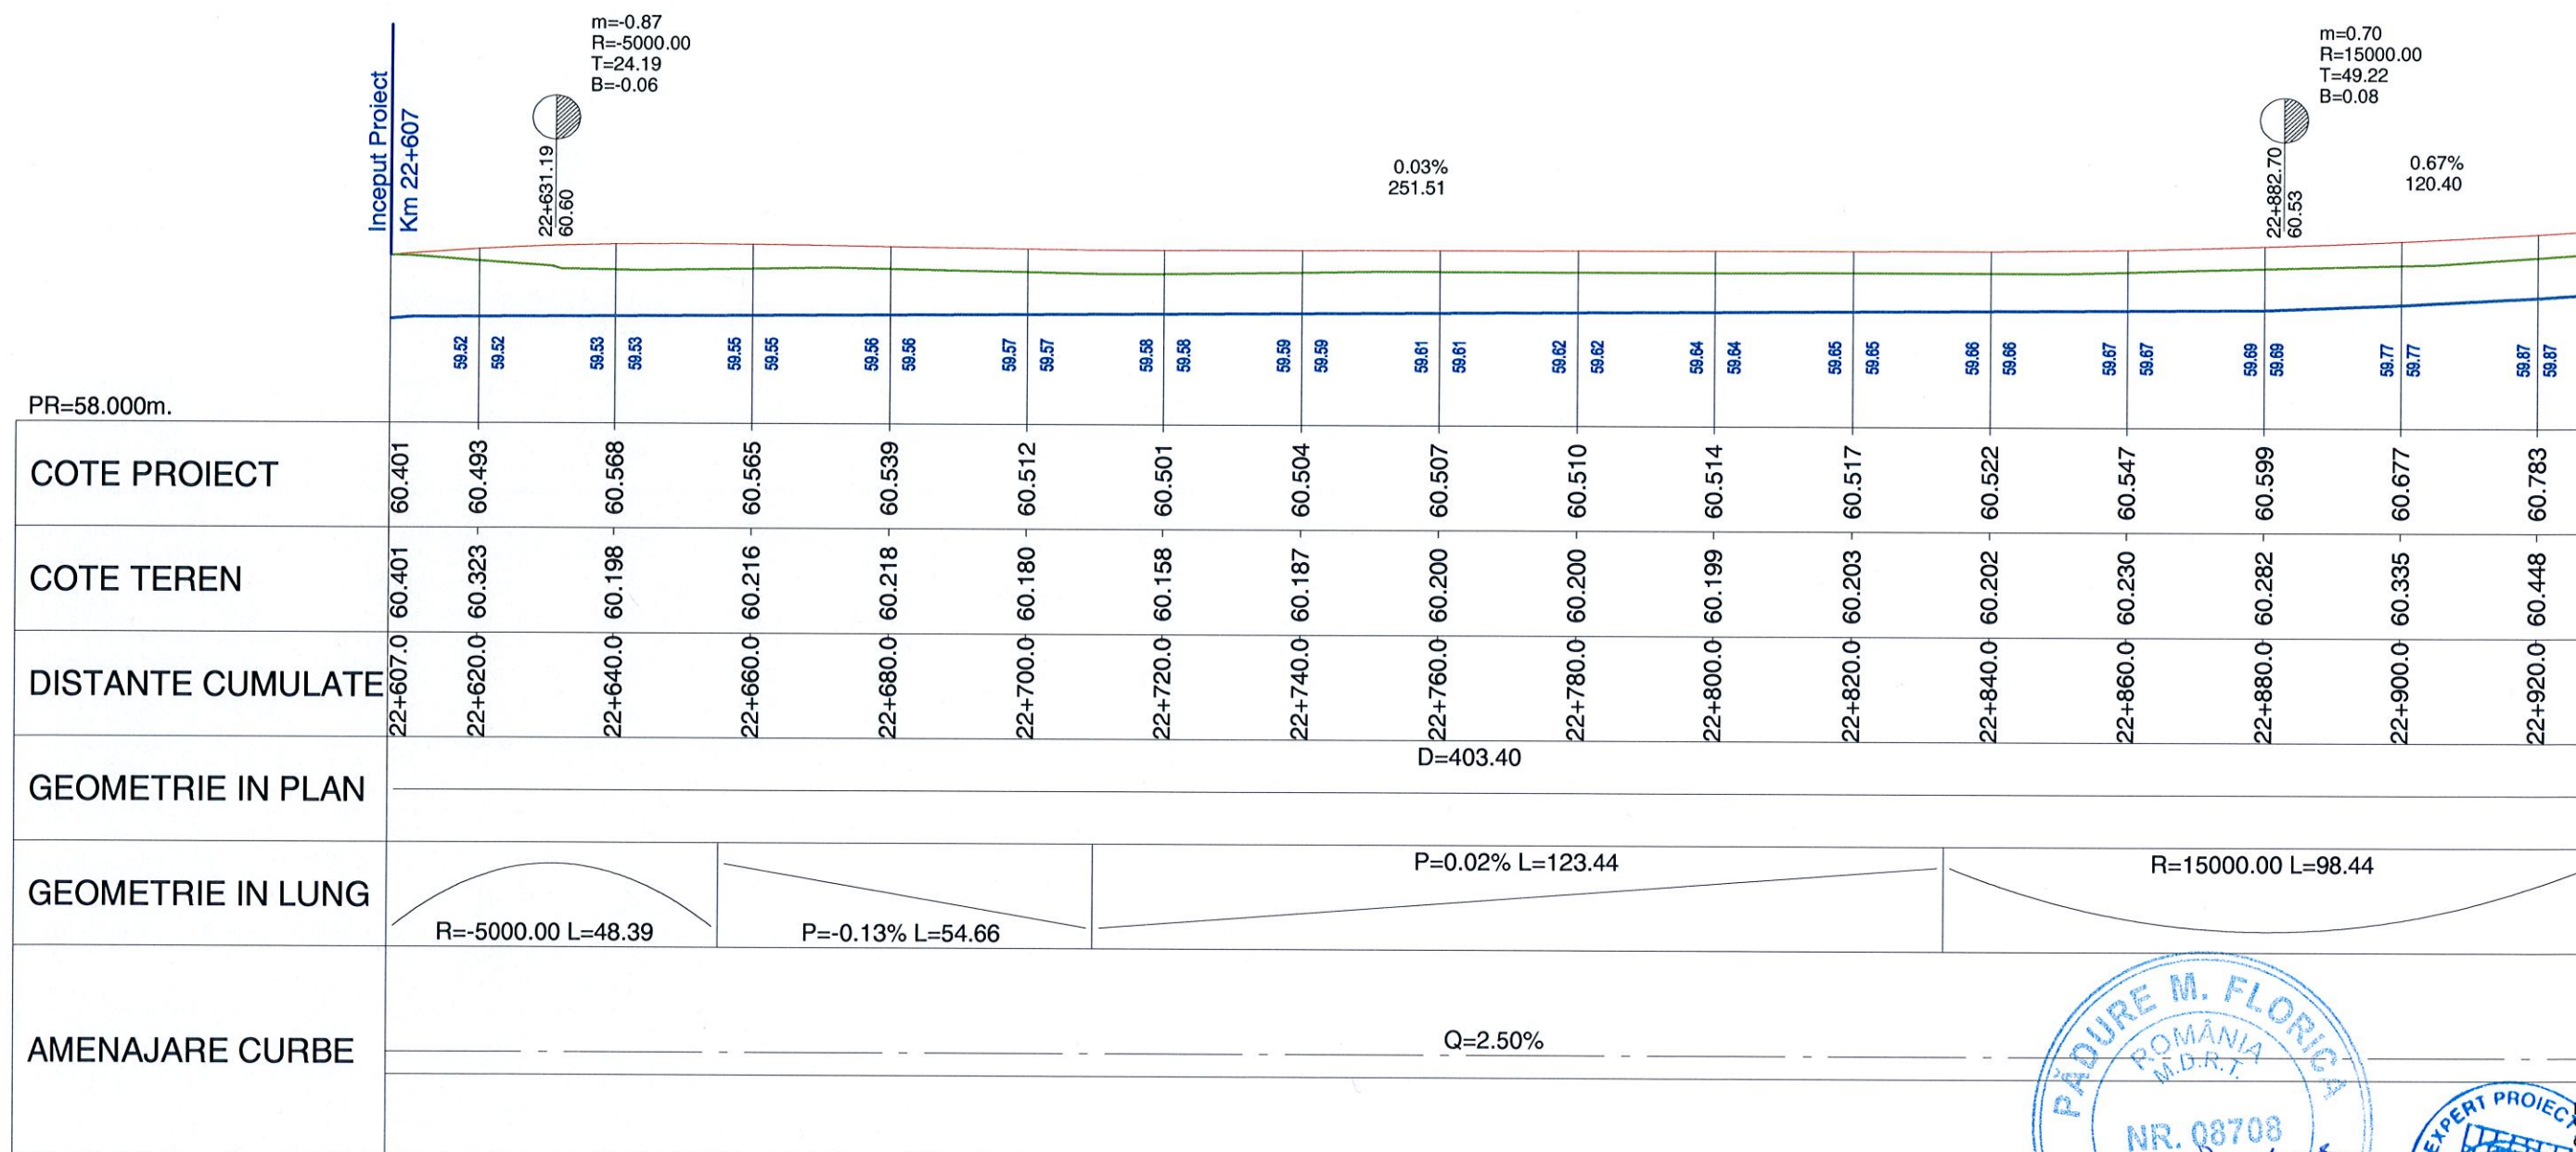 m=-0.87
R=-5000.00
T=24.19
B=-0.06
m=0.70
R=15000.00
T=49.22
B=0.08
Inceput Proiect
Km 22+607
22+631.19
60.60
0.03%
251.51
22+882.70
60.53
0.67%
120.40
59.52 59.52 59.53 59.53 59.55 59.55 59.56 59.56 59.57 59.57 59.58 59.58 59.59 59.59 59.61 59.61 59.62 59.62 59.64 59.64 59.65 59.65 59.66 59.66 59.67 59.67 59.69 59.69 59.77 59.77 59.87 59.87
PR=58.000m.
COTE PROIECT 60.401 60.493 60.568 60.565 60.539 60.512 60.501 60.504 60.507 60.510 60.514 60.517 60.522 60.547 60.599 60.677 60.783
COTE TEREN 60.401 60.323 60.198 60.216 60.218 60.180 60.158 60.187 60.200 60.200 60.199 60.203 60.202 60.230 60.282 60.335 60.448
DISTANTE CUMULATE 22+607.0 22+620.0 22+640.0 22+660.0 22+680.0 22+700.0 22+720.0 22+740.0 22+760.0 22+780.0 22+800.0 22+820.0 22+840.0 22+860.0 22+880.0 22+900.0 22+920.0
GEOMETRIE IN PLAN D=403.40
GEOMETRIE IN LUNG R=-5000.00 L=48.39 P=-0.13% L=54.66 P=0.02% L=123.44 R=15000.00 L=98.44
AMENAJARE CURBE Q=2.50%
PĂDURE M. FLORICA
ROMÂNIA
M.D.R.T.
NR. 08708
EXPERT PROIECT